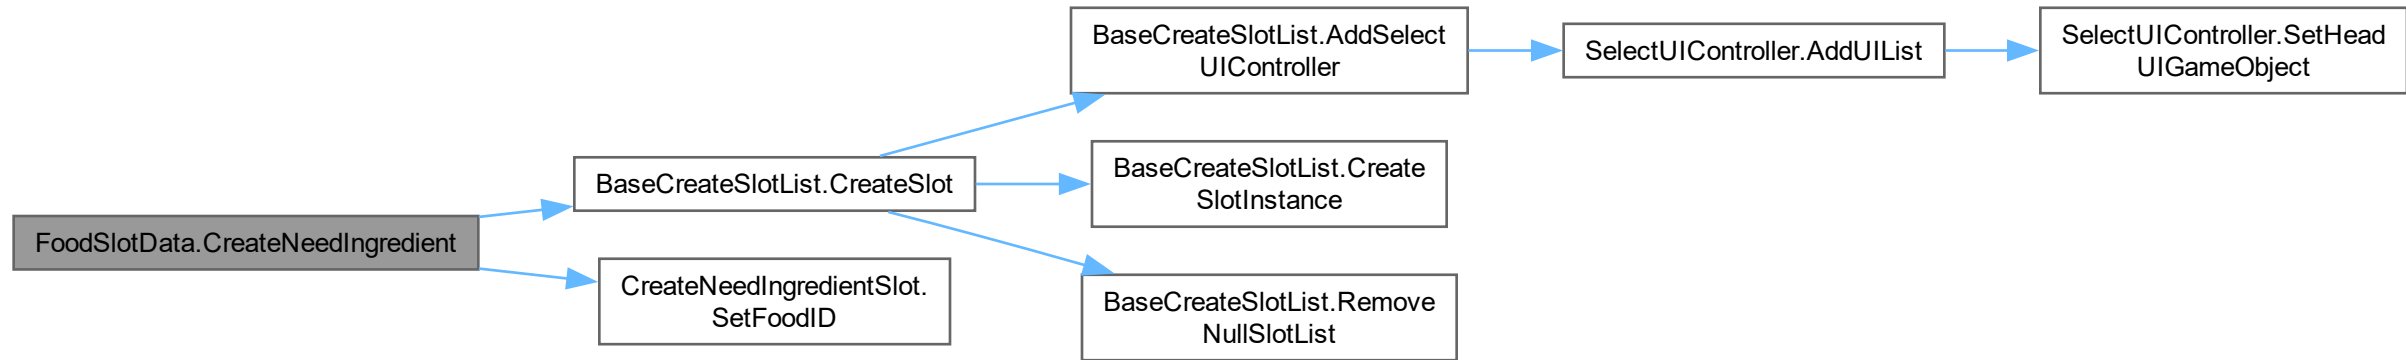 BaseCreateSlotList.AddSelect
UIController
SelectUIController.AddUIList
SelectUIController.SetHead
UIGameObject
BaseCreateSlotList.CreateSlot
BaseCreateSlotList.Create
SlotInstance
FoodSlotData.CreateNeedIngredient
CreateNeedIngredientSlot.
SetFoodID
BaseCreateSlotList.Remove
NullSlotList